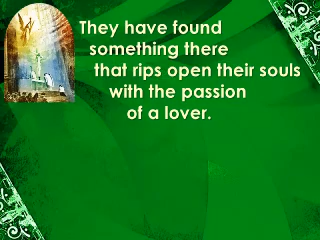 They have found
something there
that rips open their souls
with the passion
of a lover.